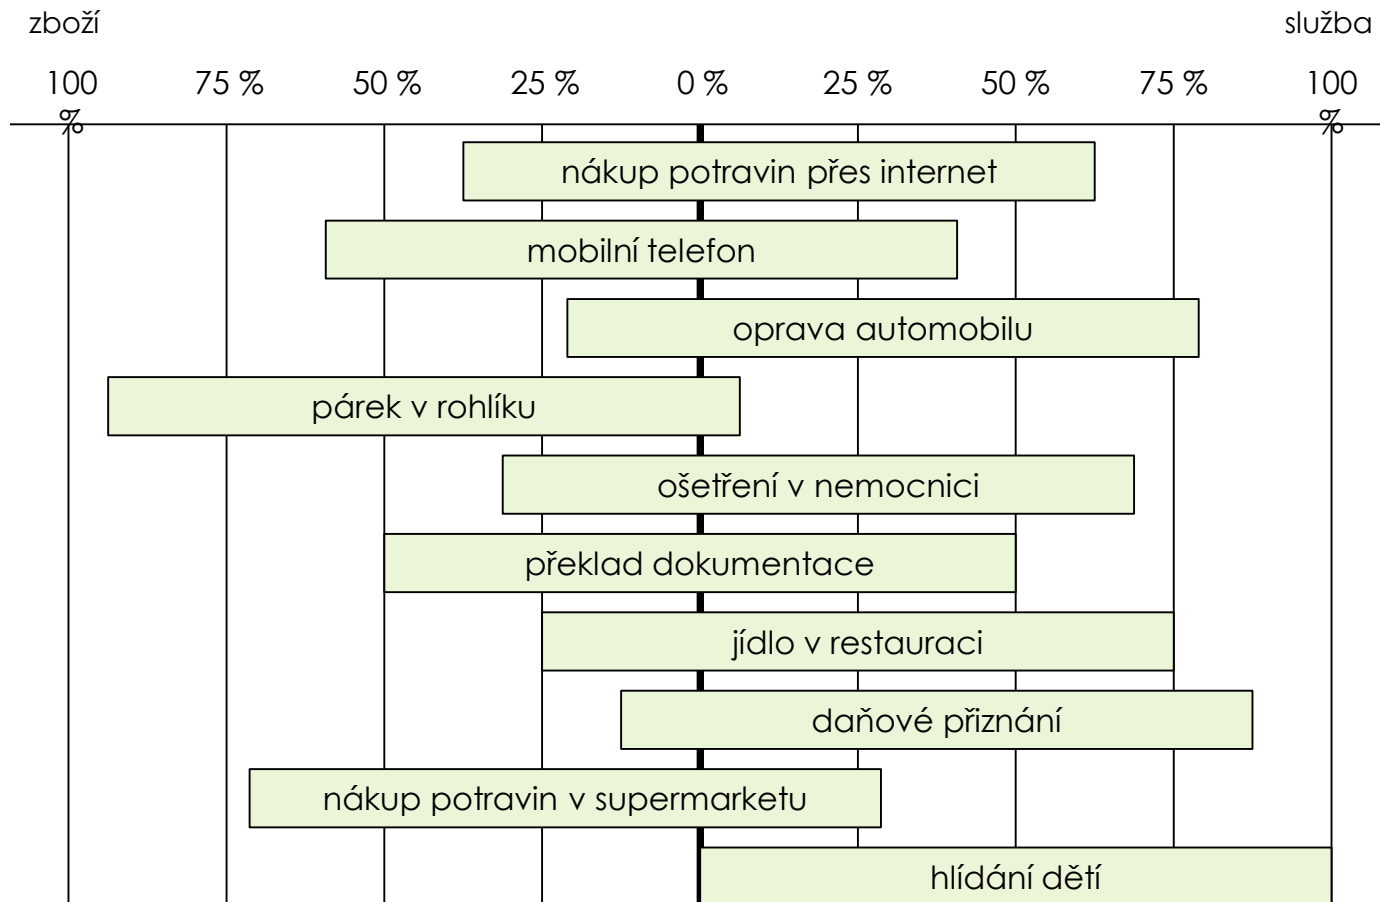 zboží služba
100 % 75 % 50 % 25 % 0 % 25 % 50 % 75 % 100 %
nákup potravin přes internet
mobilní telefon
oprava automobilu
párek v rohlíku
ošetření v nemocnici
překlad dokumentace
jídlo v restauraci
daňové přiznání
nákup potravin v supermarketu
hlídání dětí